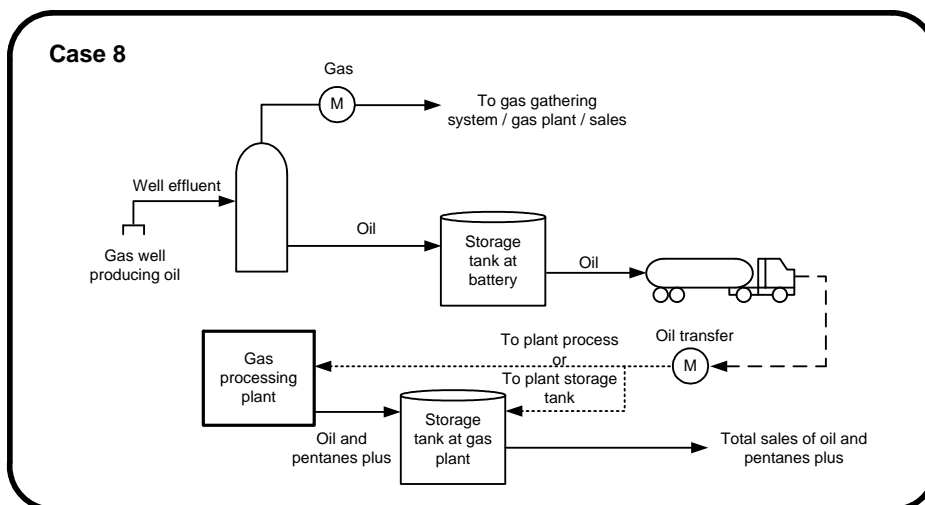 Case 8
Gas
M
To gas gathering
system / gas plant / sales
Well effluent
Gas well
producing oil
Oil
Storage
tank at
battery
Oil
Oil transfer
M
To plant process
or
To plant storage
tank
Gas
processing
plant
Oil and
pentanes plus
Storage
tank at gas
plant
Total sales of oil and
pentanes plus